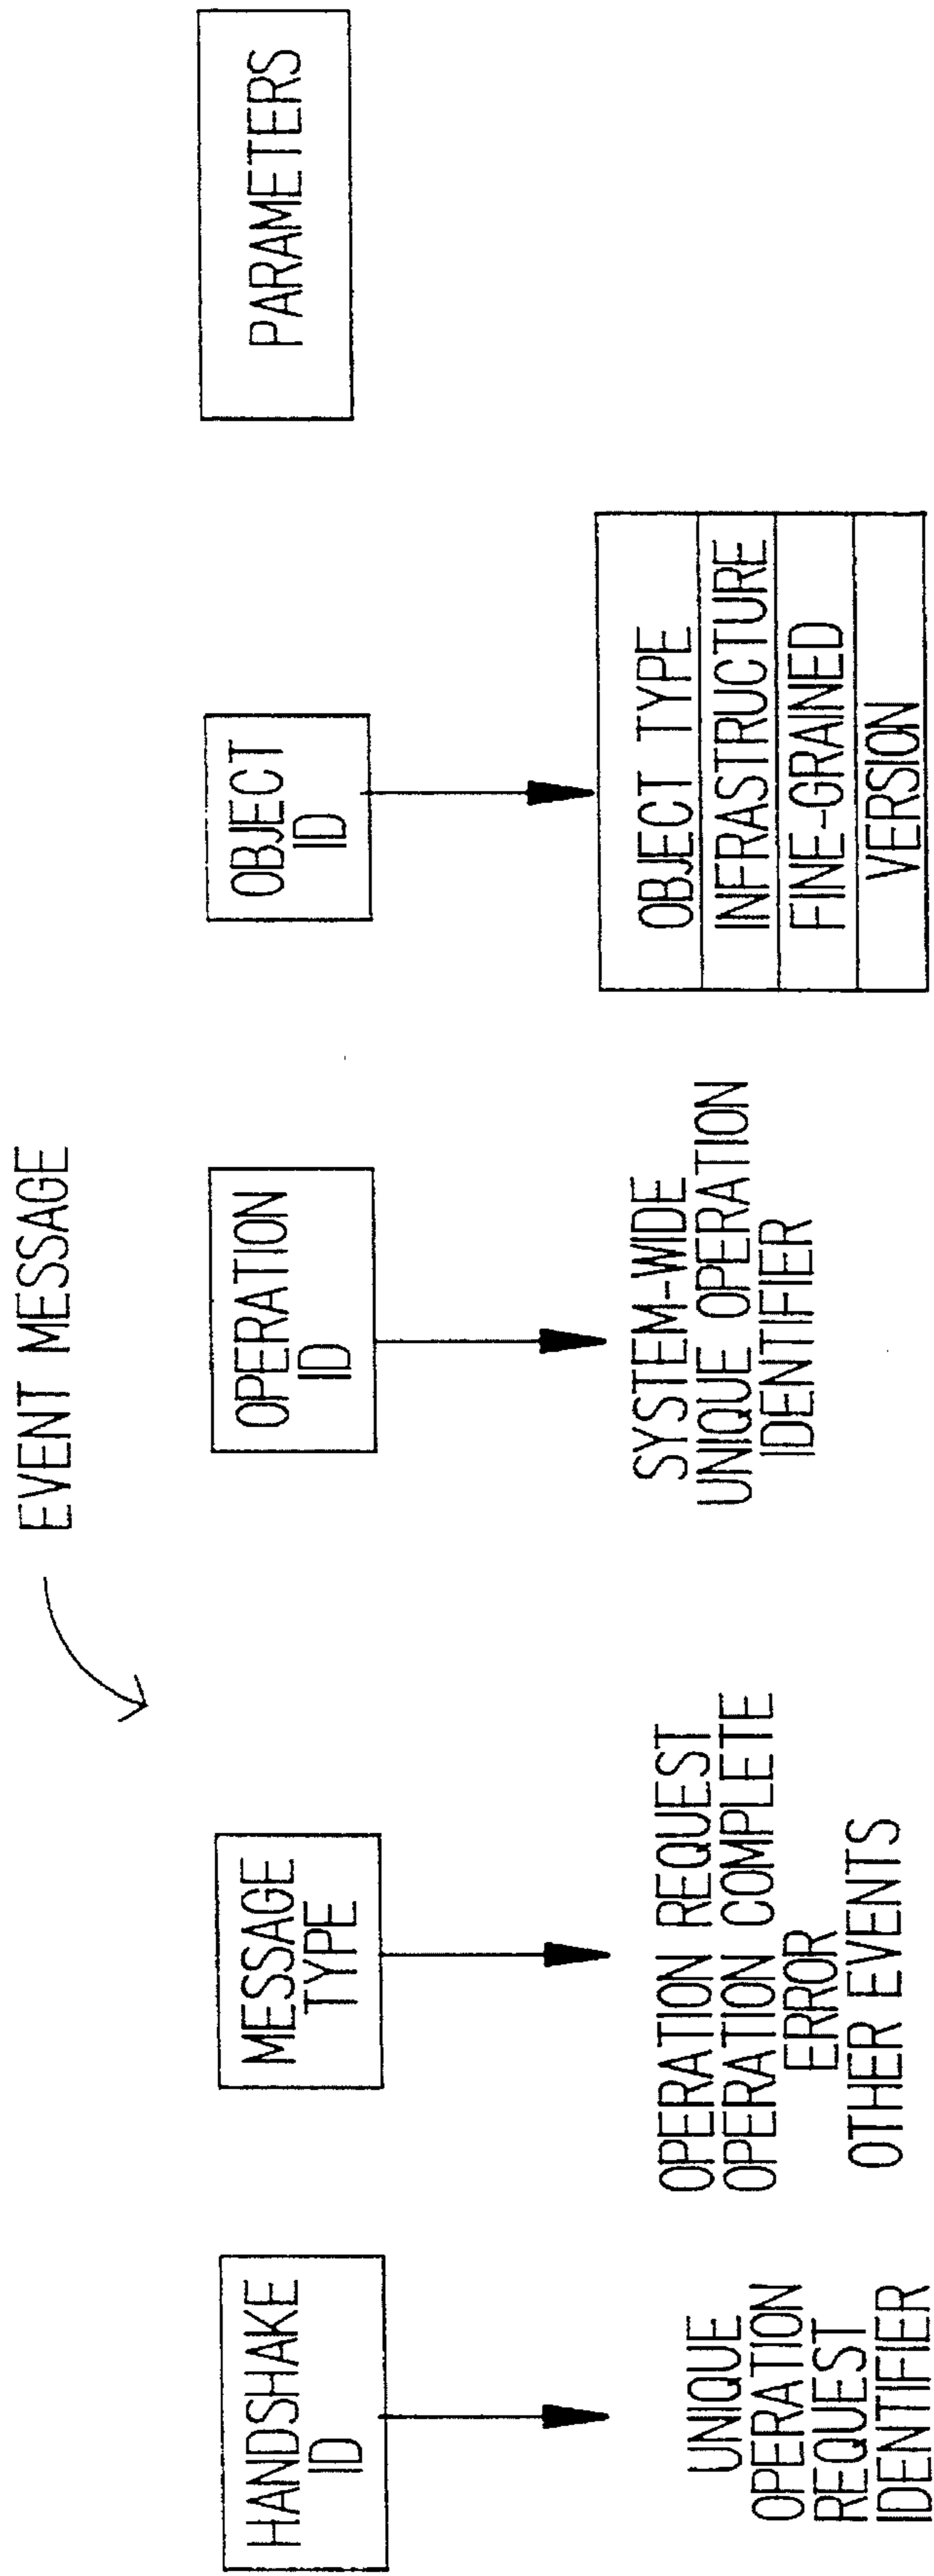 EVENT MESSAGE
HANDSHAKE
ID
MESSAGE
TYPE
OPERATION
ID
OBJECT
ID
PARAMETERS
UNIQUE
OPERATION
REQUEST
IDENTIFIER
OPERATION REQUEST
OPERATION COMPLETE
ERROR
OTHER EVENTS
SYSTEM-WIDE
UNIQUE OPERATION
IDENTIFIER
OBJECT TYPE
INFRASTRUCTURE
FINE-GRAINED
VERSION